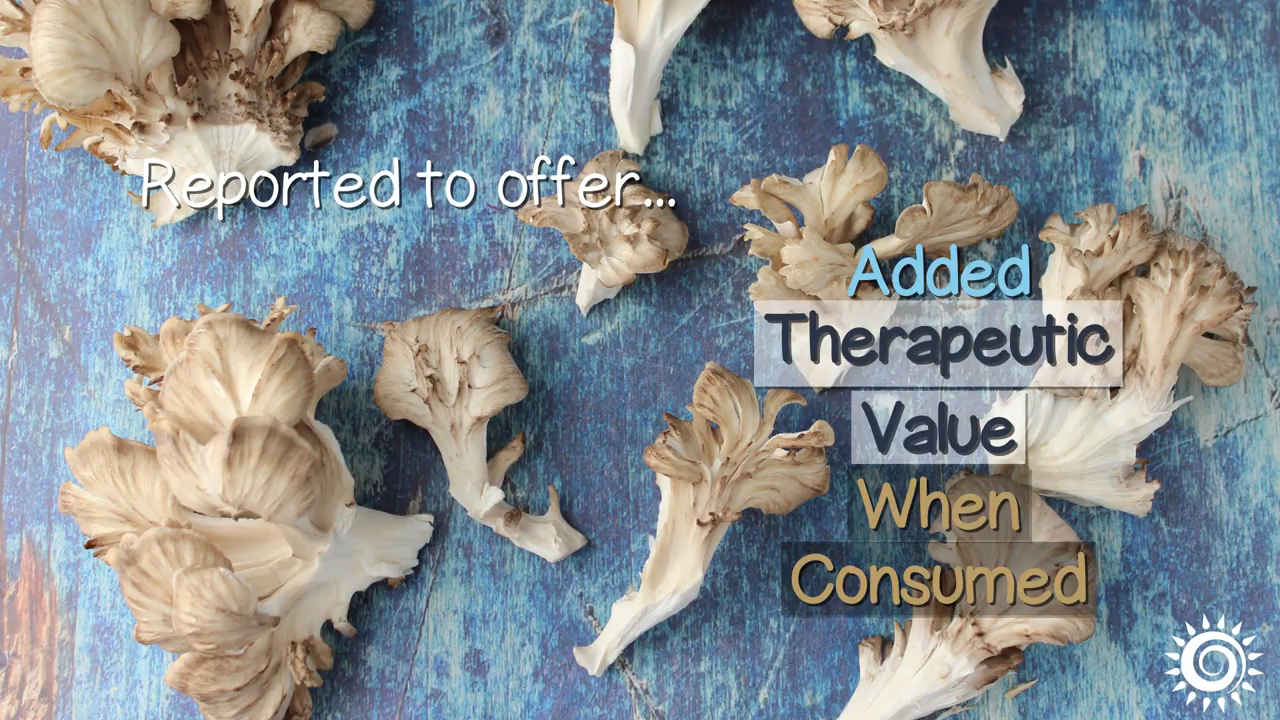 Reported to offer...
Added
Therapeutic
Value
When
Consumed